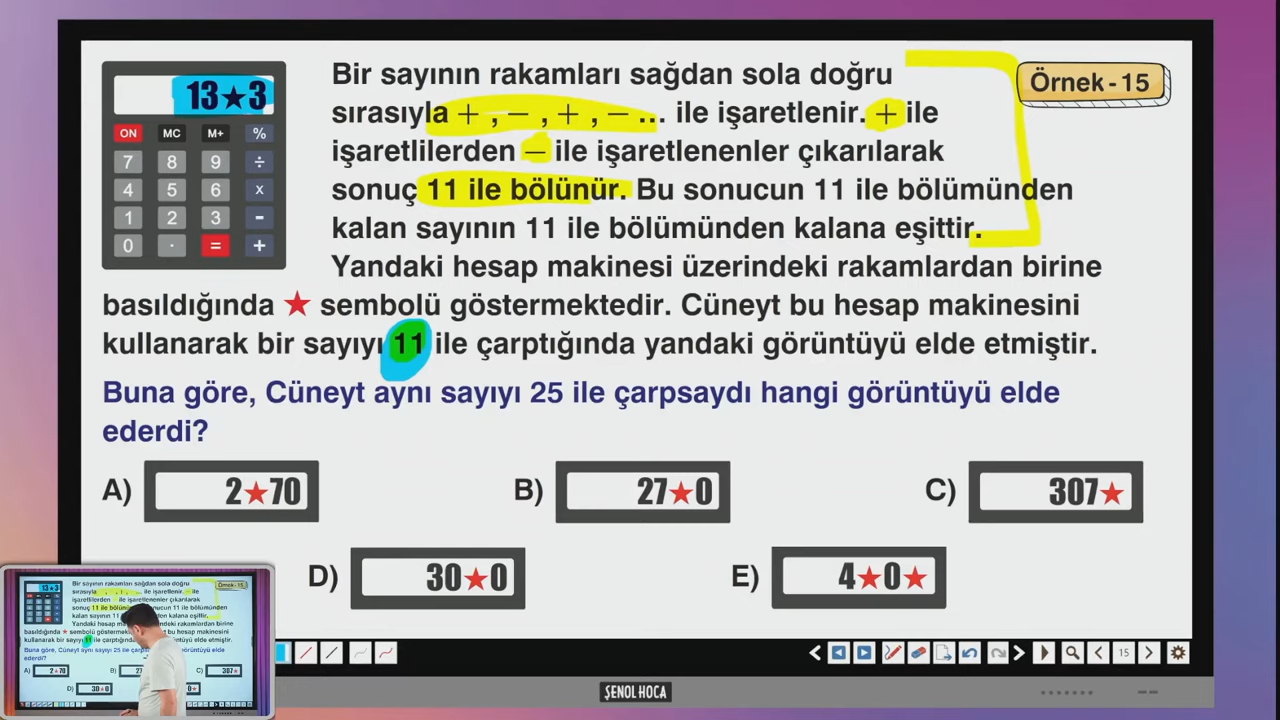 13★3
ON MC M+ %
7 8 9 ÷
4 5 6 x
1 2 3 -
0 . = +
Örnek - 15
Bir sayının rakamları sağdan sola doğru
sırasıyla + , − , + , − ... ile işaretlenir. + ile
işaretlilerden − ile işaretlenenler çıkarılarak
sonuç 11 ile bölünür. Bu sonucun 11 ile bölümünden
kalan sayının 11 ile bölümünden kalana eşittir.
Yandaki hesap makinesi üzerindeki rakamlardan birine
basıldığında ★ sembolü göstermektedir. Cüneyt bu hesap makinesini
kullanarak bir sayıyı 11 ile çarptığında yandaki görüntüyü elde etmiştir.
Buna göre, Cüneyt aynı sayıyı 25 ile çarpsaydı hangi görüntüyü elde
ederdi?
A) 2★70
B) 27★0
C) 307★
D) 30★0
E) 4★0★
15
ŞENOL HOCA